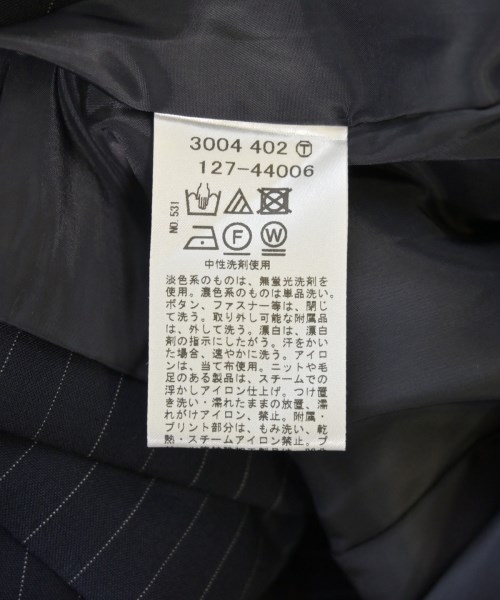 3004 402 Ⓣ
127-44006
NO 531
F W
中性洗剤使用
淡色系のものは、無蛍光洗剤を
使用。濃色系のものは単品洗い。
ボタン、ファスナー等は、閉じ
て洗う。取り外し可能な附属品
は、外して洗う。漂白は、漂白
剤の指示にしたがう。汗をかい
た場合、速やかに洗う。アイロ
ンは、当て布使用。ニットや毛
足のある製品は、スチームでの
浮かしアイロン仕上げ。つけ置
き洗い・濡れたままの放置、濡
れがけアイロン、禁止。附属・
プリント部分は、もみ洗い、乾
熱・スチームアイロン禁止。プ